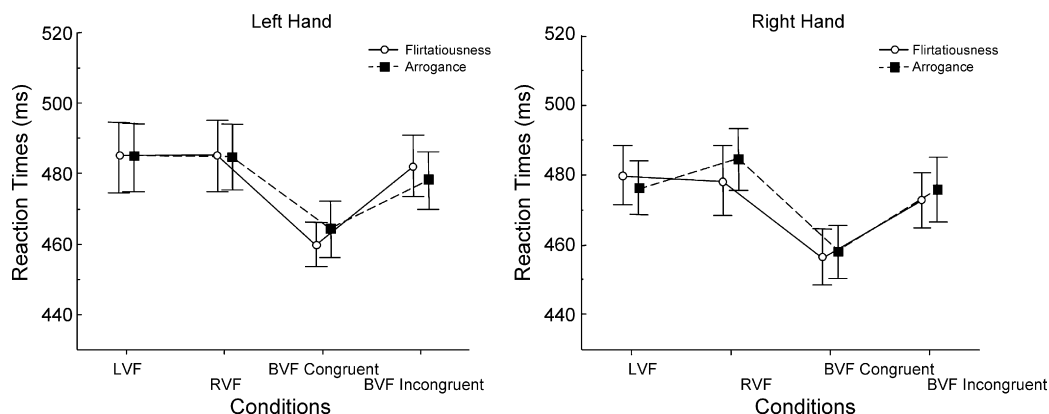 Left Hand
520
500
480
460
440
Reaction Times (ms)
Flirtatiousness
Arrogance
LVF
RVF
BVF Congruent
BVF Incongruent
Conditions
Right Hand
520
500
480
460
440
Reaction Times (ms)
Flirtatiousness
Arrogance
LVF
RVF
BVF Congruent
BVF Incongruent
Conditions